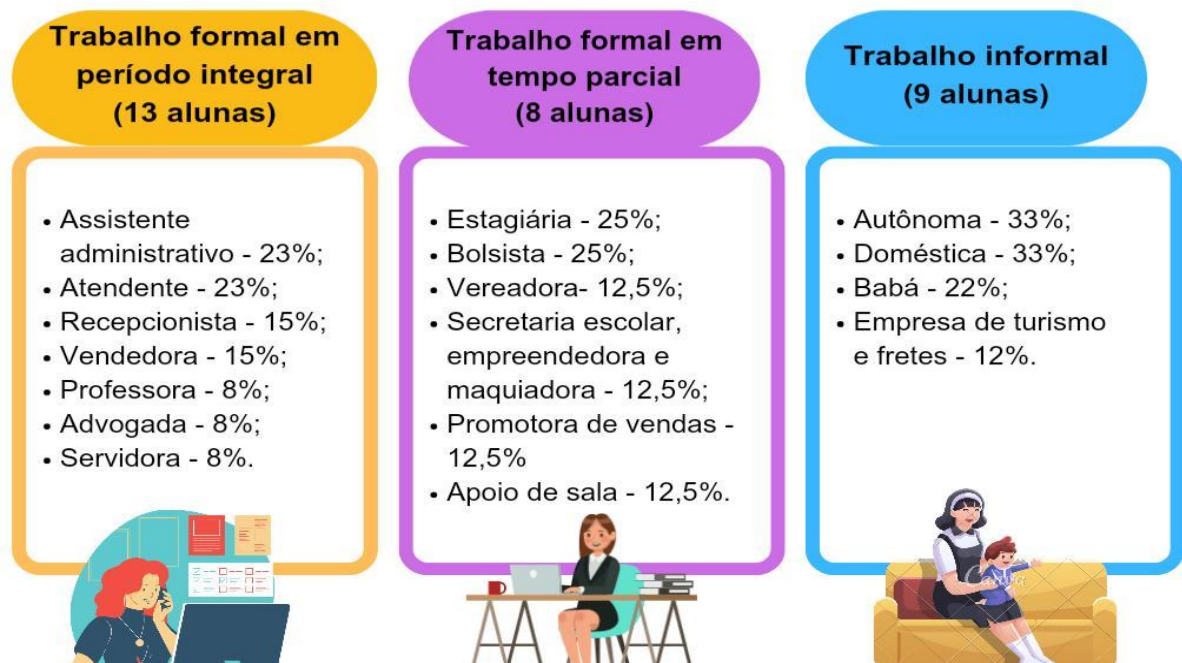 Trabalho formal em
período integral
(13 alunas)
• Assistente
administrativo - 23%;
• Atendente - 23%;
• Recepcionista - 15%;
• Vendedora - 15%;
• Professora - 8%;
• Advogada - 8%;
• Servidora - 8%.
Trabalho formal em
tempo parcial
(8 alunas)
• Estagiária - 25%;
• Bolsista - 25%;
• Vereadora- 12,5%;
• Secretaria escolar,
empreendedora e
maquiadora - 12,5%;
• Promotora de vendas -
12,5%
• Apoio de sala - 12,5%.
Trabalho informal
(9 alunas)
• Autônoma - 33%;
• Doméstica - 33%;
• Babá - 22%;
• Empresa de turismo
e fretes - 12%.
Canva